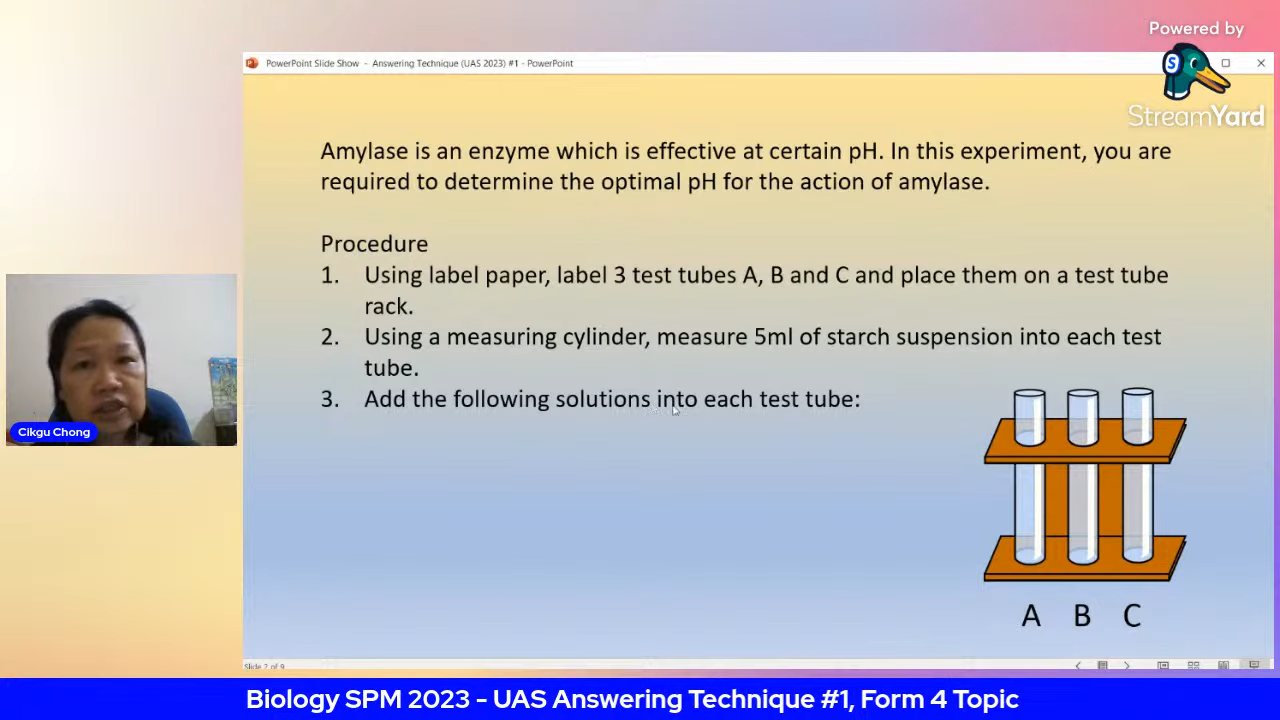 Powered by
StreamYard
PowerPoint Slide Show - Answering Technique (UAS 2023) #1 - PowerPoint
Amylase is an enzyme which is effective at certain pH. In this experiment, you are
required to determine the optimal pH for the action of amylase.
Procedure
1. Using label paper, label 3 test tubes A, B and C and place them on a test tube
rack.
2. Using a measuring cylinder, measure 5ml of starch suspension into each test
tube.
3. Add the following solutions into each test tube:
A B C
Cikgu Chong
Slide 2 of 9
Biology SPM 2023 - UAS Answering Technique #1, Form 4 Topic